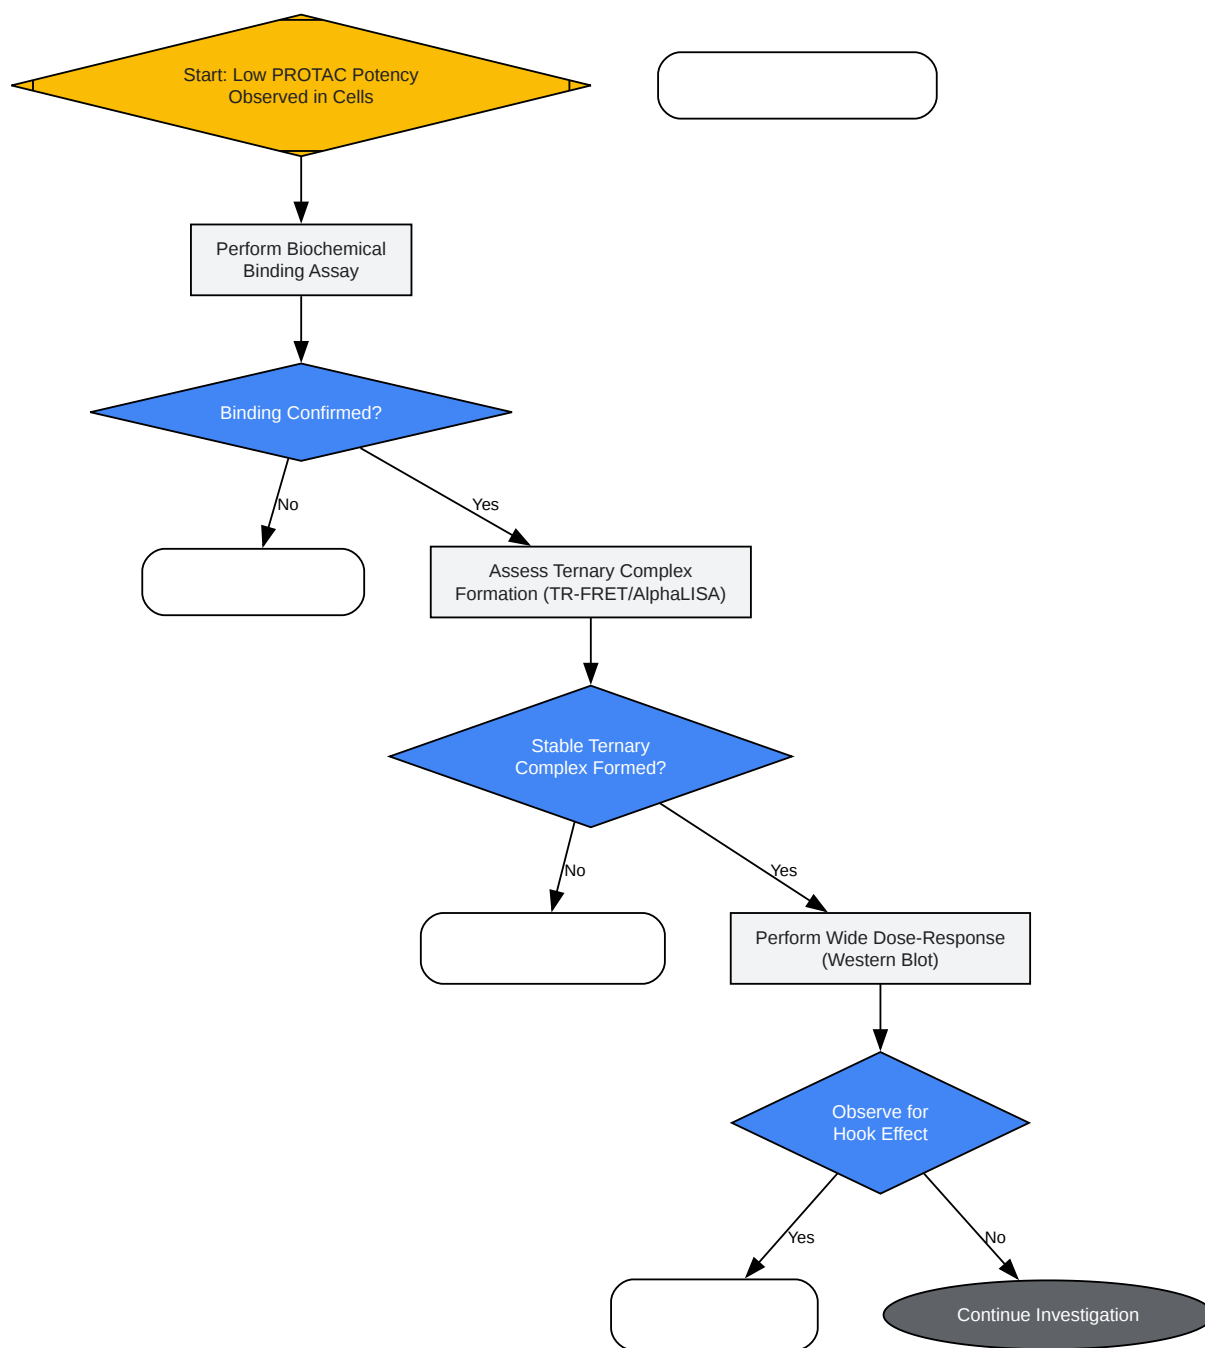 Start: Low PROTAC Potency
Observed in Cells
Perform Biochemical
Binding Assay
Binding Confirmed?
No
Yes
Assess Ternary Complex
Formation (TR-FRET/AlphaLISA)
Stable Ternary
Complex Formed?
No
Yes
Perform Wide Dose-Response
(Western Blot)
Observe for
Hook Effect
Yes
No
Continue Investigation